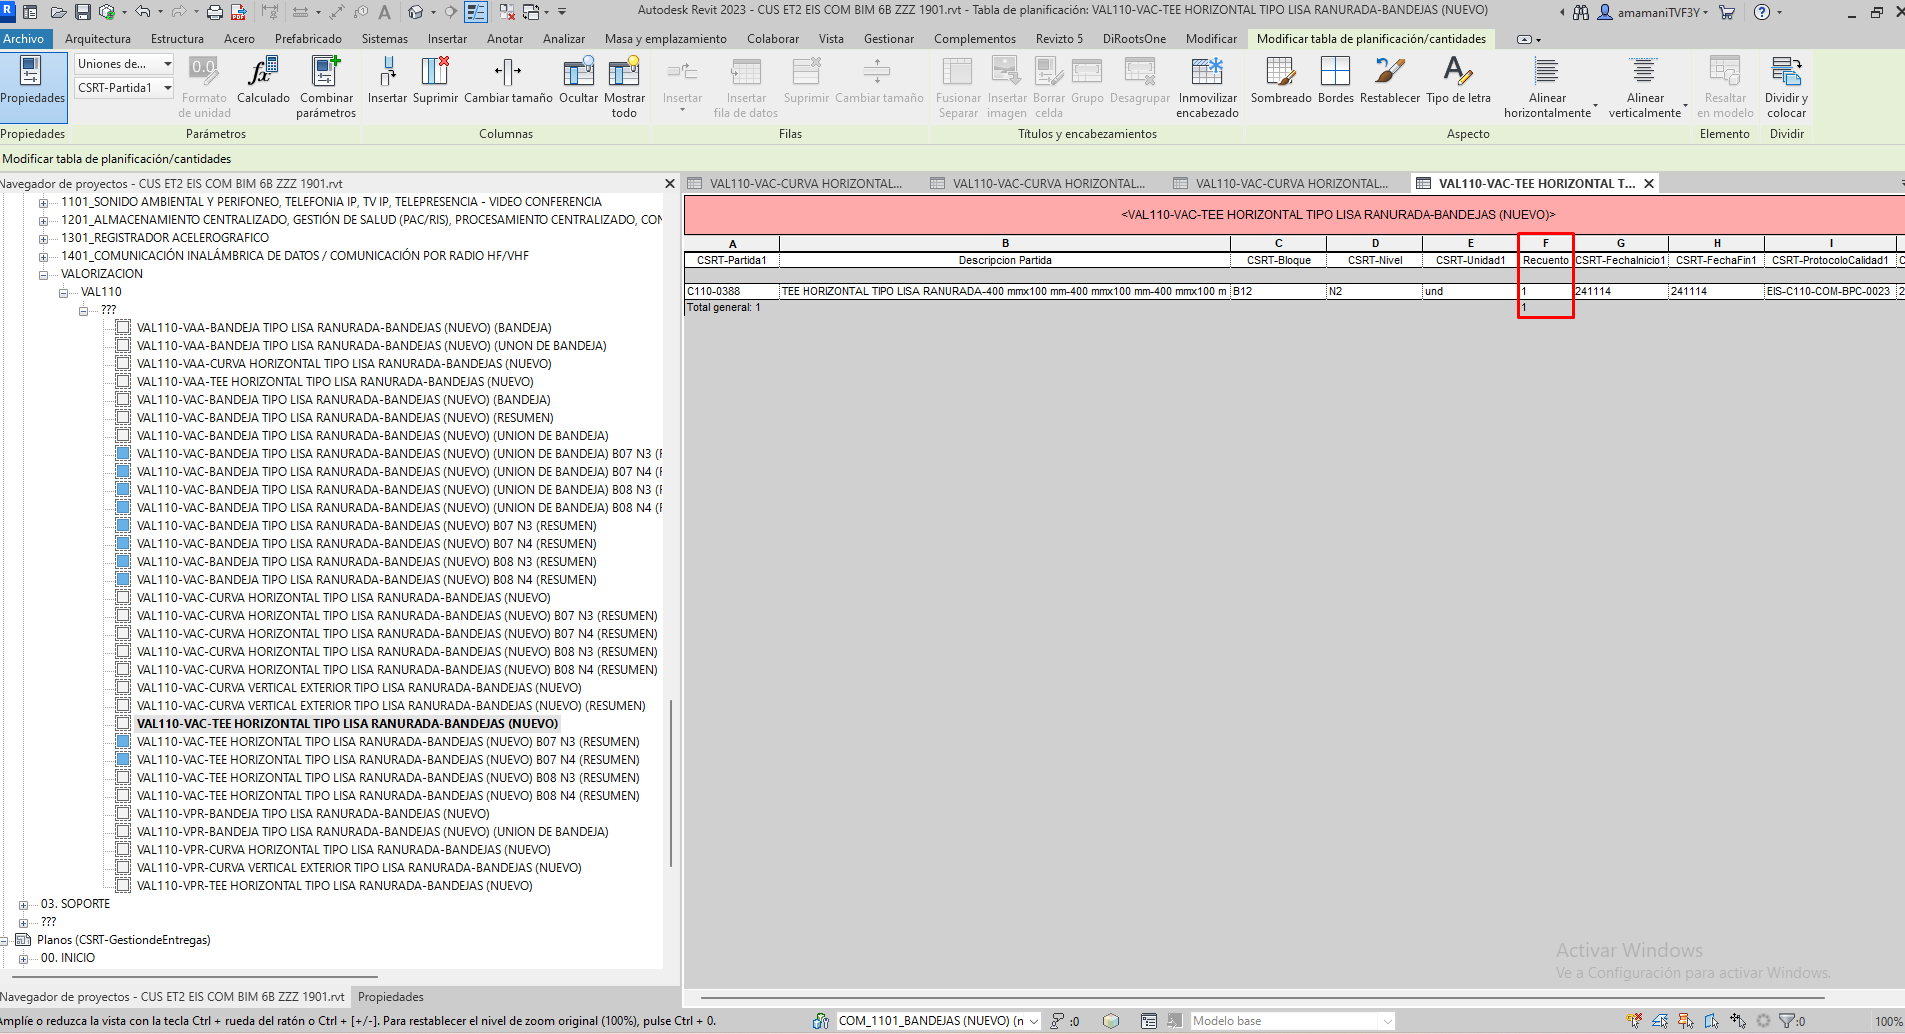 Autodesk Revit 2023 - CUS ET2 EIS COM BIM 6B ZZZ 1901.rvt - Tabla de planificación: VAL110-VAC-TEE HORIZONTAL TIPO LISA RANURADA-BANDEJAS (NUEVO)
amamaniTVF3Y
Archivo Arquitectura Estructura Acero Prefabricado Sistemas Insertar Anotar Analizar Masa y emplazamiento Colaborar Vista Gestionar Complementos Revizto 5 DiRootsOne Modificar Modificar tabla de planificación/cantidades
Propiedades
Uniones de...
CSRT-Partida1
Formato de unidad
Calculado
Combinar parámetros
Insertar Suprimir Cambiar tamaño Ocultar Mostrar todo
Insertar
Insertar fila de datos
Suprimir Cambiar tamaño
Fusionar Separar
Insertar imagen
Borrar celda
Grupo Desagrupar
Inmovilizar encabezado
Sombreado Bordes Restablecer Tipo de letra
Alinear horizontalmente
Alinear verticalmente
Resaltar en modelo
Dividir y colocar
Propiedades Parámetros Columnas Filas Títulos y encabezamientos Aspecto Elemento Dividir
Modificar tabla de planificación/cantidades
Navegador de proyectos - CUS ET2 EIS COM BIM 6B ZZZ 1901.rvt
1101_SONIDO AMBIENTAL Y PERIFONEO, TELEFONIA IP, TV IP, TELEPRESENCIA - VIDEO CONFERENCIA
1201_ALMACENAMIENTO CENTRALIZADO, GESTIÓN DE SALUD (PAC/RIS), PROCESAMIENTO CENTRALIZADO, CON
1301_REGISTRADOR ACELEROGRAFICO
1401_COMUNICACIÓN INALÁMBRICA DE DATOS / COMUNICACIÓN POR RADIO HF/VHF
VALORIZACION
VAL110
???
VAL110-VAA-BANDEJA TIPO LISA RANURADA-BANDEJAS (NUEVO) (BANDEJA)
VAL110-VAA-BANDEJA TIPO LISA RANURADA-BANDEJAS (NUEVO) (UNON DE BANDEJA)
VAL110-VAA-CURVA HORIZONTAL TIPO LISA RANURADA-BANDEJAS (NUEVO)
VAL110-VAA-TEE HORIZONTAL TIPO LISA RANURADA-BANDEJAS (NUEVO)
VAL110-VAC-BANDEJA TIPO LISA RANURADA-BANDEJAS (NUEVO) (BANDEJA)
VAL110-VAC-BANDEJA TIPO LISA RANURADA-BANDEJAS (NUEVO) (RESUMEN)
VAL110-VAC-BANDEJA TIPO LISA RANURADA-BANDEJAS (NUEVO) (UNION DE BANDEJA)
VAL110-VAC-BANDEJA TIPO LISA RANURADA-BANDEJAS (NUEVO) (UNION DE BANDEJA) B07 N3 (F
VAL110-VAC-BANDEJA TIPO LISA RANURADA-BANDEJAS (NUEVO) (UNION DE BANDEJA) B07 N4 (F
VAL110-VAC-BANDEJA TIPO LISA RANURADA-BANDEJAS (NUEVO) (UNION DE BANDEJA) B08 N3 (F
VAL110-VAC-BANDEJA TIPO LISA RANURADA-BANDEJAS (NUEVO) (UNION DE BANDEJA) B08 N4 (F
VAL110-VAC-BANDEJA TIPO LISA RANURADA-BANDEJAS (NUEVO) B07 N3 (RESUMEN)
VAL110-VAC-BANDEJA TIPO LISA RANURADA-BANDEJAS (NUEVO) B07 N4 (RESUMEN)
VAL110-VAC-BANDEJA TIPO LISA RANURADA-BANDEJAS (NUEVO) B08 N3 (RESUMEN)
VAL110-VAC-BANDEJA TIPO LISA RANURADA-BANDEJAS (NUEVO) B08 N4 (RESUMEN)
VAL110-VAC-CURVA HORIZONTAL TIPO LISA RANURADA-BANDEJAS (NUEVO)
VAL110-VAC-CURVA HORIZONTAL TIPO LISA RANURADA-BANDEJAS (NUEVO) B07 N3 (RESUMEN)
VAL110-VAC-CURVA HORIZONTAL TIPO LISA RANURADA-BANDEJAS (NUEVO) B07 N4 (RESUMEN)
VAL110-VAC-CURVA HORIZONTAL TIPO LISA RANURADA-BANDEJAS (NUEVO) B08 N3 (RESUMEN)
VAL110-VAC-CURVA HORIZONTAL TIPO LISA RANURADA-BANDEJAS (NUEVO) B08 N4 (RESUMEN)
VAL110-VAC-CURVA VERTICAL EXTERIOR TIPO LISA RANURADA-BANDEJAS (NUEVO)
VAL110-VAC-CURVA VERTICAL EXTERIOR TIPO LISA RANURADA-BANDEJAS (NUEVO) (RESUMEN)
VAL110-VAC-TEE HORIZONTAL TIPO LISA RANURADA-BANDEJAS (NUEVO)
VAL110-VAC-TEE HORIZONTAL TIPO LISA RANURADA-BANDEJAS (NUEVO) B07 N3 (RESUMEN)
VAL110-VAC-TEE HORIZONTAL TIPO LISA RANURADA-BANDEJAS (NUEVO) B07 N4 (RESUMEN)
VAL110-VAC-TEE HORIZONTAL TIPO LISA RANURADA-BANDEJAS (NUEVO) B08 N3 (RESUMEN)
VAL110-VAC-TEE HORIZONTAL TIPO LISA RANURADA-BANDEJAS (NUEVO) B08 N4 (RESUMEN)
VAL110-VPR-BANDEJA TIPO LISA RANURADA-BANDEJAS (NUEVO)
VAL110-VPR-BANDEJA TIPO LISA RANURADA-BANDEJAS (NUEVO) (UNION DE BANDEJA)
VAL110-VPR-CURVA HORIZONTAL TIPO LISA RANURADA-BANDEJAS (NUEVO)
VAL110-VPR-CURVA VERTICAL EXTERIOR TIPO LISA RANURADA-BANDEJAS (NUEVO)
VAL110-VPR-TEE HORIZONTAL TIPO LISA RANURADA-BANDEJAS (NUEVO)
03. SOPORTE
???
Planos (CSRT-GestiondeEntregas)
00. INICIO
Navegador de proyectos - CUS ET2 EIS COM BIM 6B ZZZ 1901.rvt Propiedades
VAL110-VAC-CURVA HORIZONTAL... VAL110-VAC-CURVA HORIZONTAL... VAL110-VAC-CURVA HORIZONTAL... VAL110-VAC-TEE HORIZONTAL T...
<VAL110-VAC-TEE HORIZONTAL TIPO LISA RANURADA-BANDEJAS (NUEVO)>
A B C D E F G H I
CSRT-Partida1 Descripcion Partida CSRT-Bloque CSRT-Nivel CSRT-Unidad1 Recuento CSRT-FechaInicio1 CSRT-FechaFin1 CSRT-ProtocoloCalidad1 C
C110-0388 TEE HORIZONTAL TIPO LISA RANURADA-400 mmx100 mm-400 mmx100 mm-400 mmx100 m B12 N2 und 1 241114 241114 EIS-C110-COM-BPC-0023 2
Total general: 1 1
Activar Windows
Ve a Configuración para activar Windows.
Amplíe o reduzca la vista con la tecla Ctrl + rueda del ratón o Ctrl + [+/-]. Para restablecer el nivel de zoom original (100%), pulse Ctrl + 0.
COM_1101_BANDEJAS (NUEVO) (n :0 Modelo base :0 100%